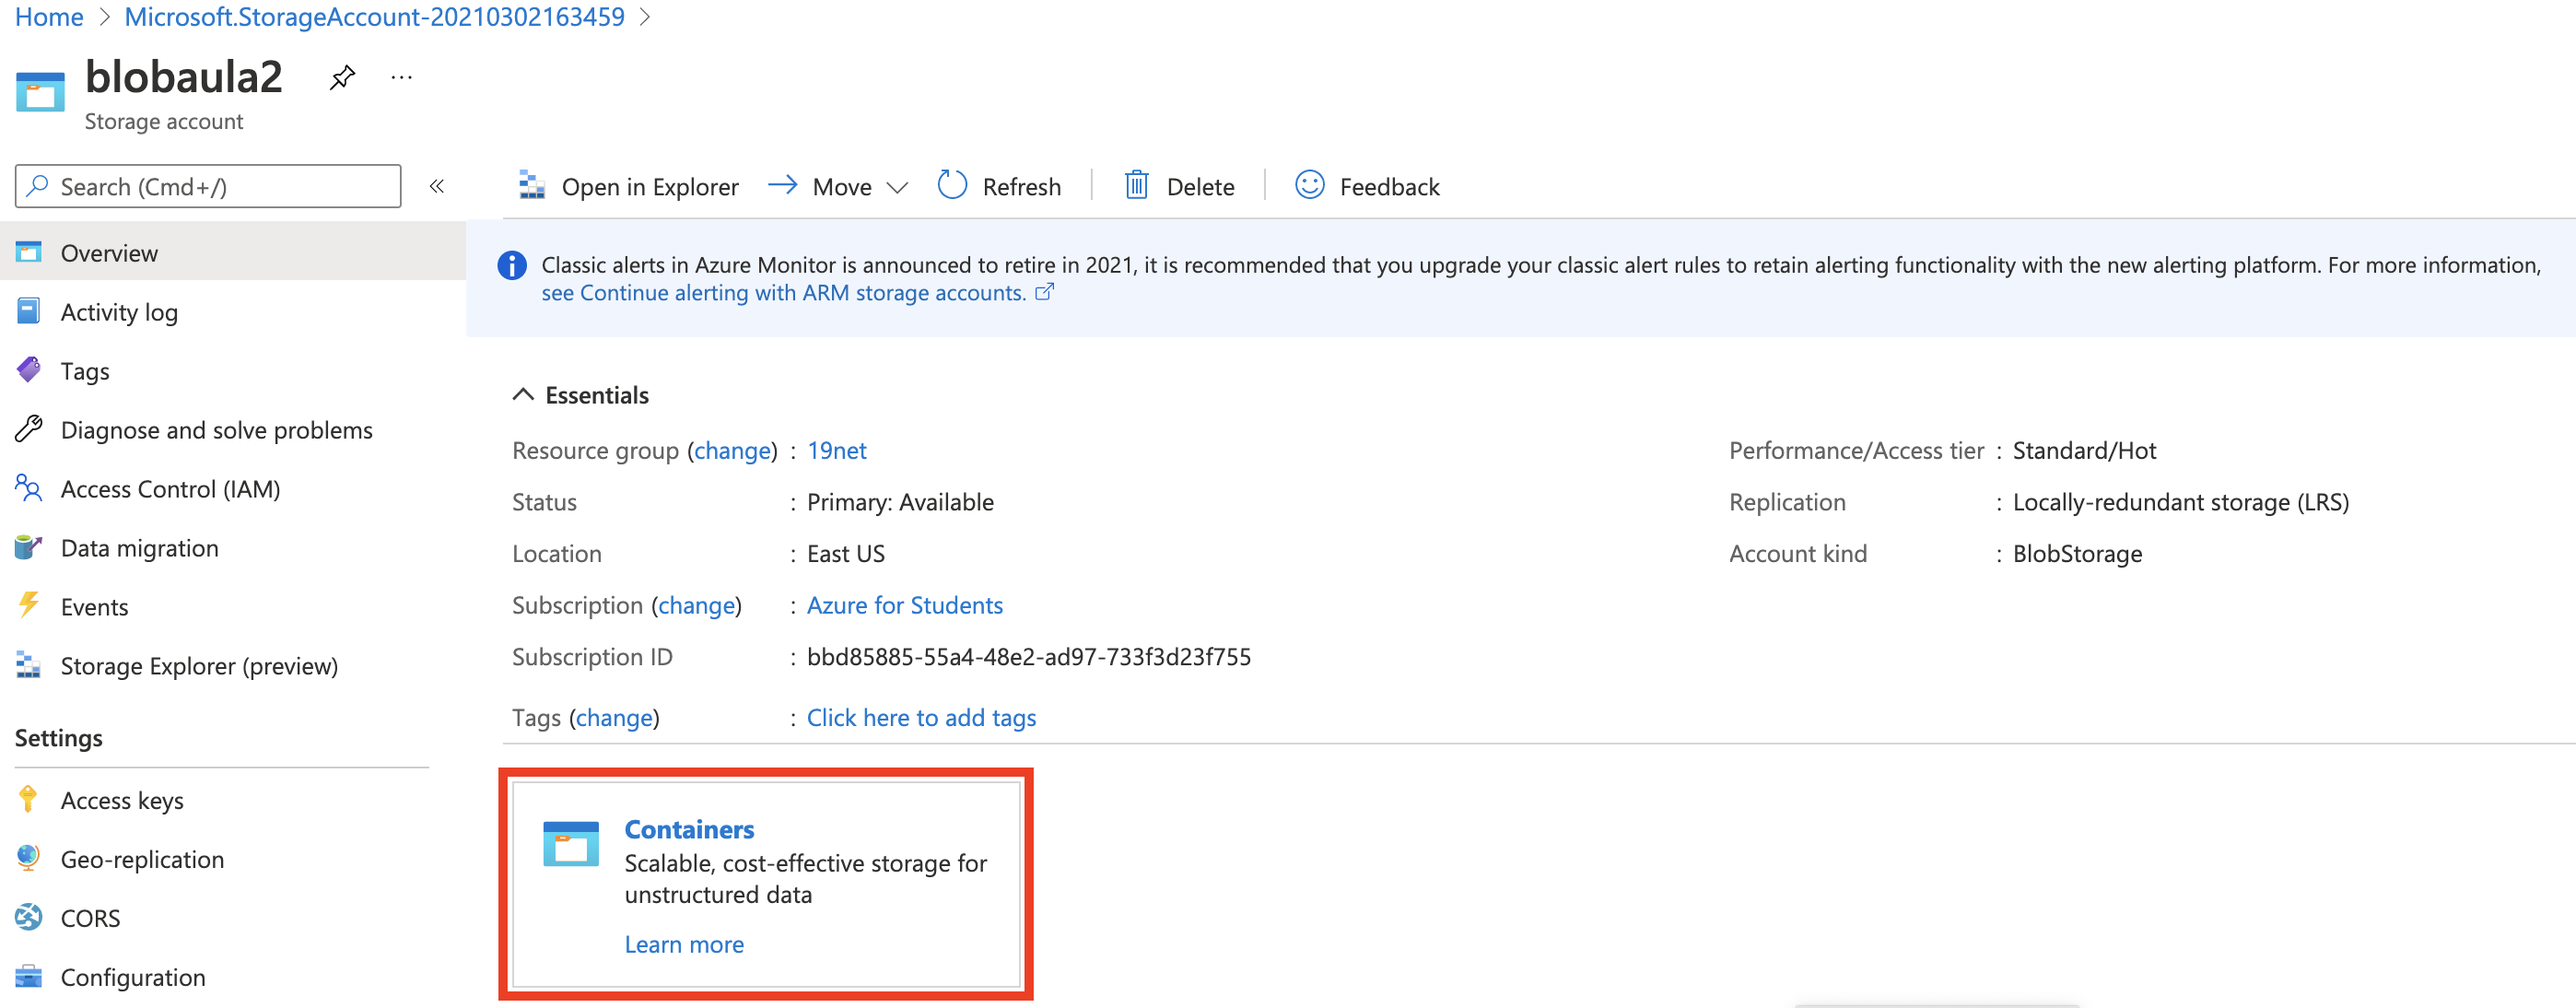 Home > Microsoft.StorageAccount-20210302163459 >
blobaula2 ...
Storage account
Search (Cmd+/) «
Overview
Activity log
Tags
Diagnose and solve problems
Access Control (IAM)
Data migration
Events
Storage Explorer (preview)
Settings
Access keys
Geo-replication
CORS
Configuration
Open in Explorer Move Refresh Delete Feedback
Classic alerts in Azure Monitor is announced to retire in 2021, it is recommended that you upgrade your classic alert rules to retain alerting functionality with the new alerting platform. For more information,
see Continue alerting with ARM storage accounts.
Essentials
Resource group (change) : 19net
Status : Primary: Available
Location : East US
Subscription (change) : Azure for Students
Subscription ID : bbd85885-55a4-48e2-ad97-733f3d23f755
Tags (change) : Click here to add tags
Performance/Access tier : Standard/Hot
Replication : Locally-redundant storage (LRS)
Account kind : BlobStorage
Containers
Scalable, cost-effective storage for
unstructured data
Learn more